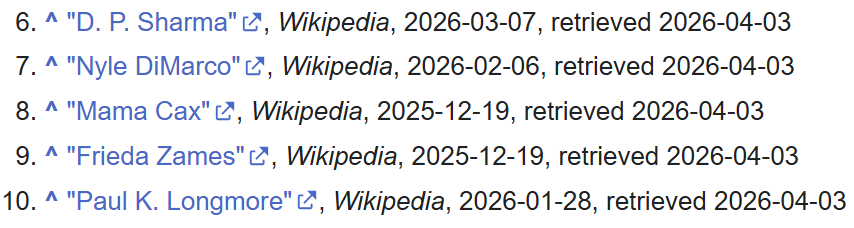 6. ^ "D. P. Sharma", Wikipedia, 2026-03-07, retrieved 2026-04-03
7. ^ "Nyle DiMarco", Wikipedia, 2026-02-06, retrieved 2026-04-03
8. ^ "Mama Cax", Wikipedia, 2025-12-19, retrieved 2026-04-03
9. ^ "Frieda Zames", Wikipedia, 2025-12-19, retrieved 2026-04-03
10. ^ "Paul K. Longmore", Wikipedia, 2026-01-28, retrieved 2026-04-03